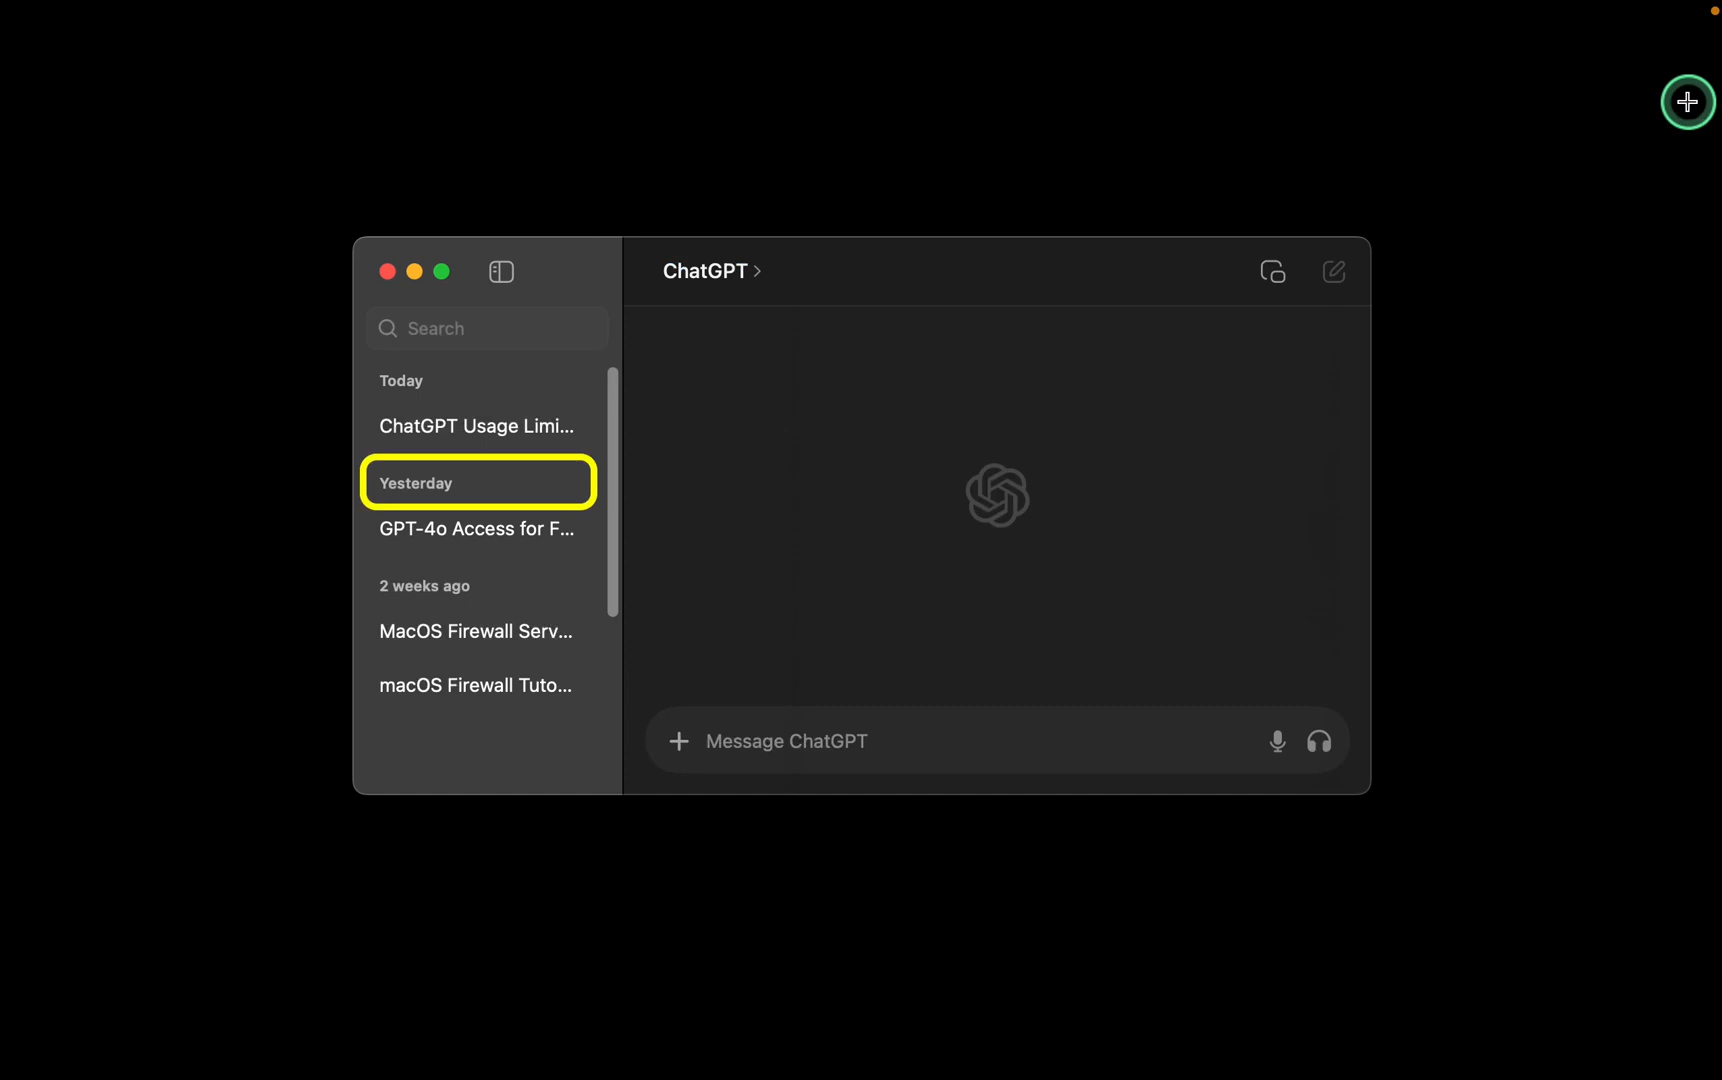 ChatGPT
Search
Today
ChatGPT Usage Limi...
Yesterday
GPT-4o Access for F...
2 weeks ago
MacOS Firewall Serv...
macOS Firewall Tuto...
Message ChatGPT